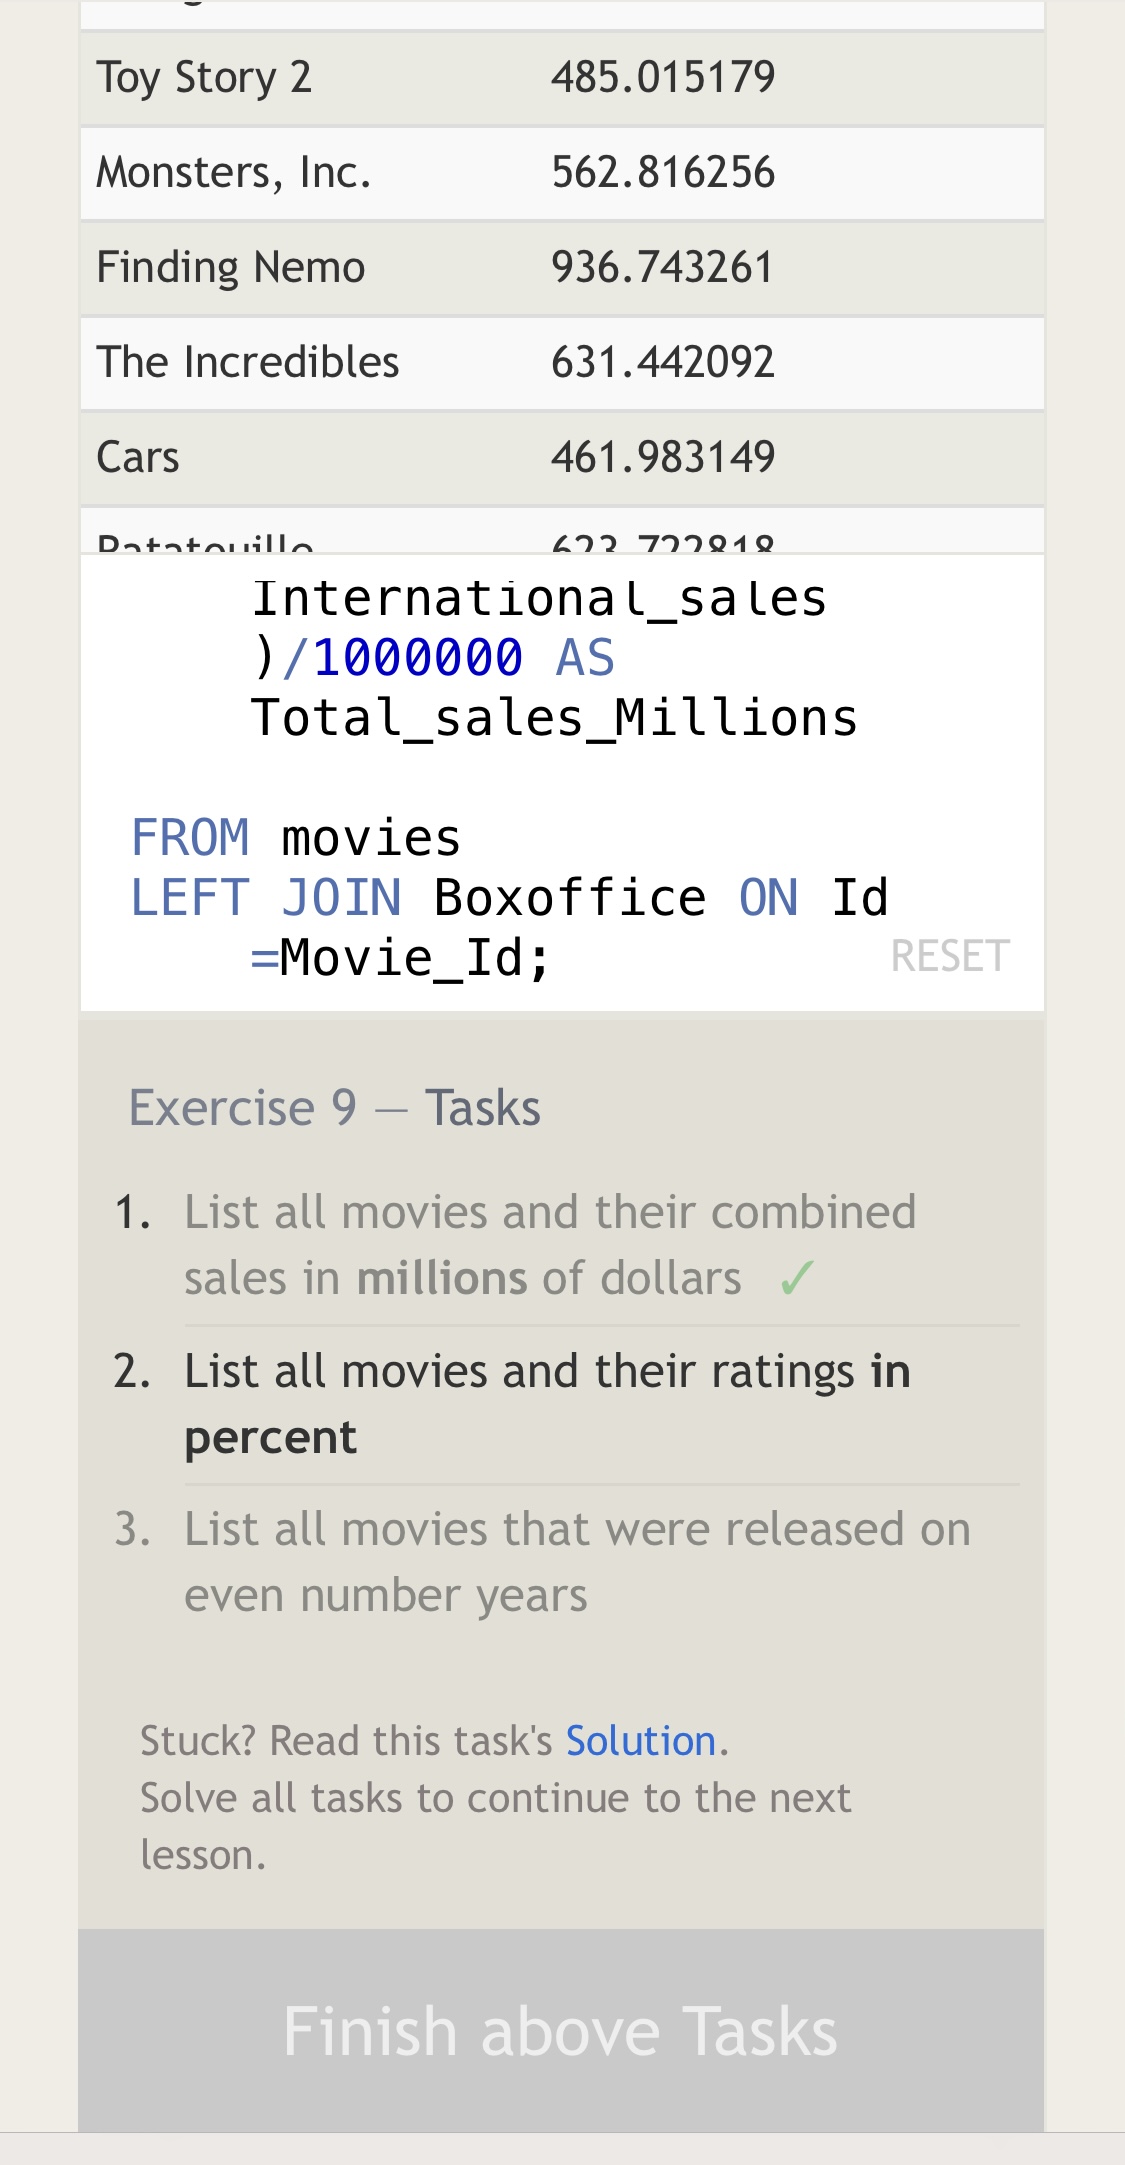 Toy Story 2 485.015179
Monsters, Inc. 562.816256
Finding Nemo 936.743261
The Incredibles 631.442092
Cars 461.983149
Ratatouille 623.722818
International_sales
)/1000000 AS
Total_sales_Millions
FROM movies
LEFT JOIN Boxoffice ON Id
=Movie_Id;
RESET
Exercise 9 — Tasks
1. List all movies and their combined
sales in millions of dollars ✓
2. List all movies and their ratings in
percent
3. List all movies that were released on
even number years
Stuck? Read this task's Solution.
Solve all tasks to continue to the next
lesson.
Finish above Tasks